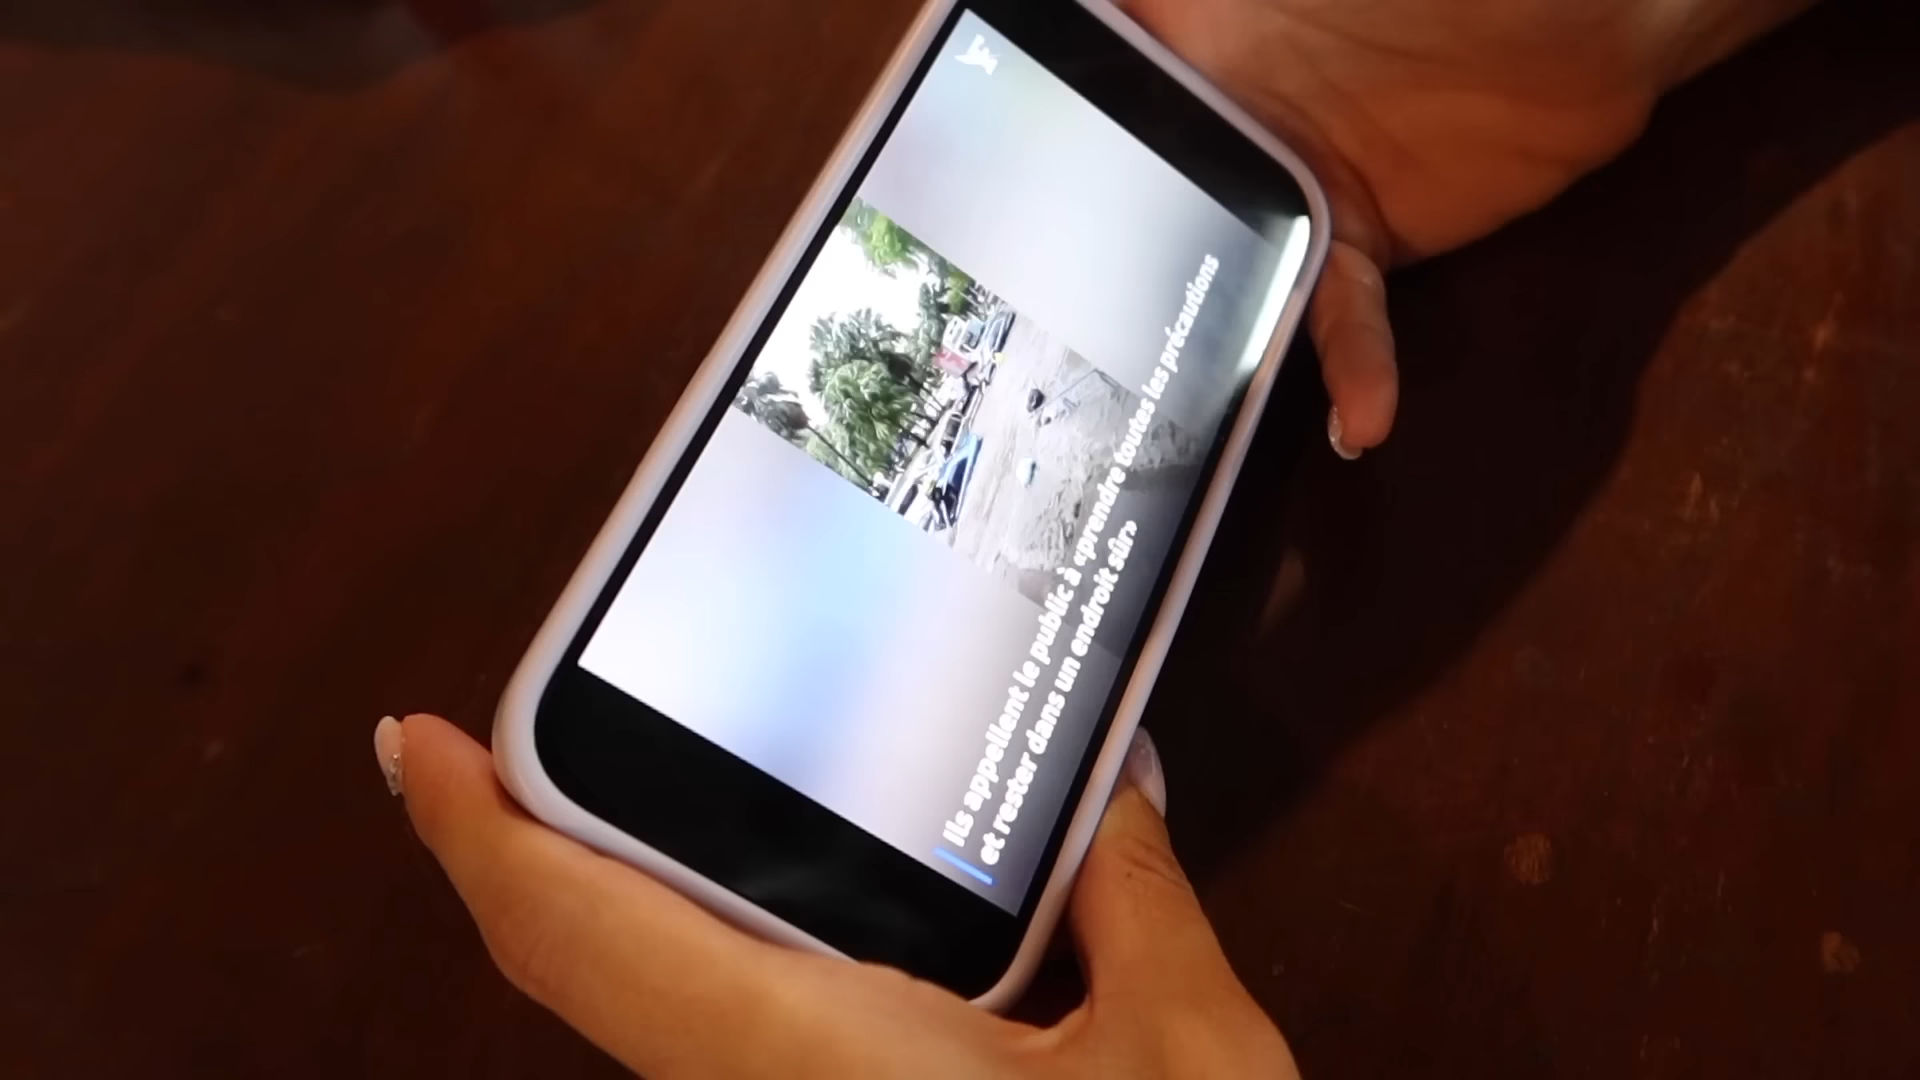 Ils appellent le public à «prendre toutes les précautions
et rester dans un endroit sûr»